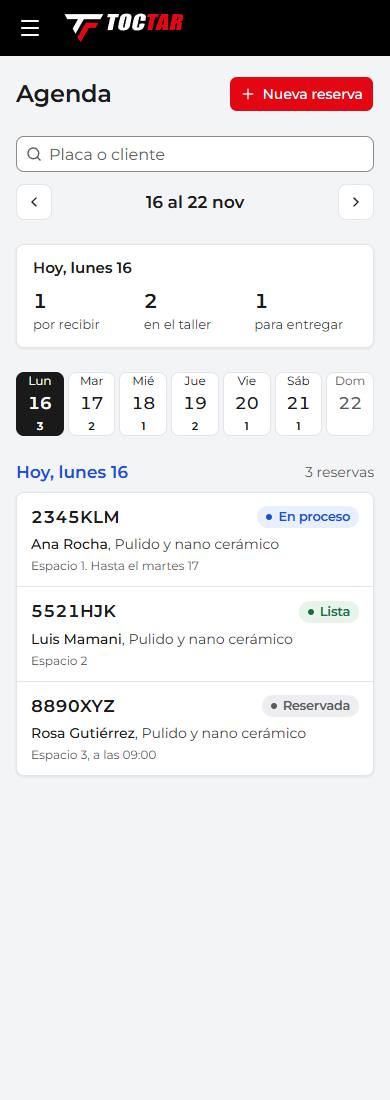 TOCTAR
Agenda
+ Nueva reserva
Placa o cliente
16 al 22 nov
Hoy, lunes 16
1 2 1
por recibir en el taller para entregar
Lun Mar Mié Jue Vie Sáb Dom
16 17 18 19 20 21 22
3 2 1 2 1 1
Hoy, lunes 16 3 reservas
2345KLM En proceso
Ana Rocha, Pulido y nano cerámico
Espacio 1. Hasta el martes 17
5521HJK Lista
Luis Mamani, Pulido y nano cerámico
Espacio 2
8890XYZ Reservada
Rosa Gutiérrez, Pulido y nano cerámico
Espacio 3, a las 09:00